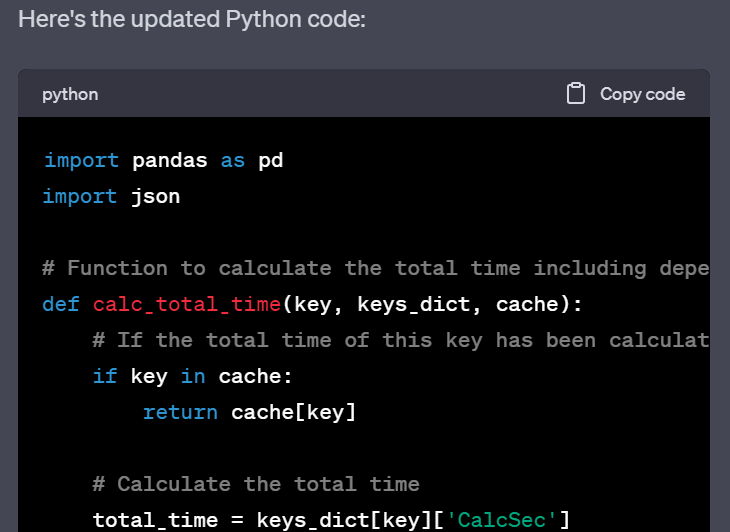 Here's the updated Python code:
python
Copy code
import pandas as pd
import json
# Function to calculate the total time including depe
def calc_total_time(key, keys_dict, cache):
# If the total time of this key has been calculat
if key in cache:
return cache[key]
# Calculate the total time
total_time = keys_dict[key]['CalcSec']